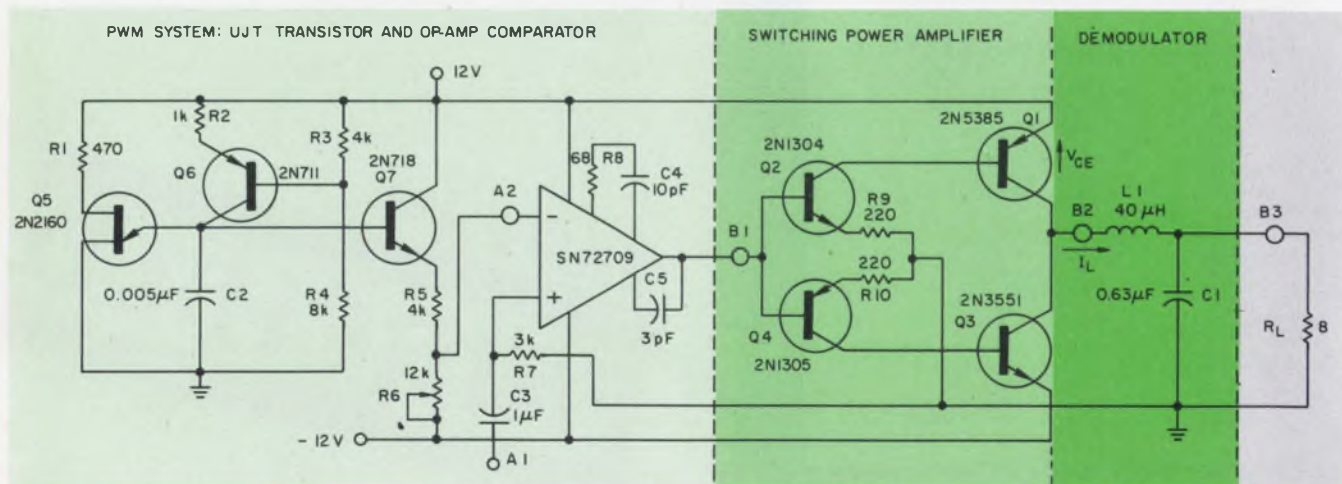 PWM SYSTEM: UJT TRANSISTOR AND OP-AMP COMPARATOR
SWITCHING POWER AMPLIFIER
DEMODULATOR
12V
1k
R2
R3
4k
R1
470
Q6
2N711
2N718
Q7
Q5
2N2160
0.005μF
C2
R4
8k
R5
4k
12k
R6
-12V
A2
68
R8
C4
10pF
SN72709
C5
3pF
3k
R7
C3
1μF
A1
B1
2N1304
Q2
R9
220
220
R10
Q4
2N1305
2N5385
Q1
VCE
2N3551
Q3
L1
40μH
B2
IL
B3
0.63μF
C1
RL
8